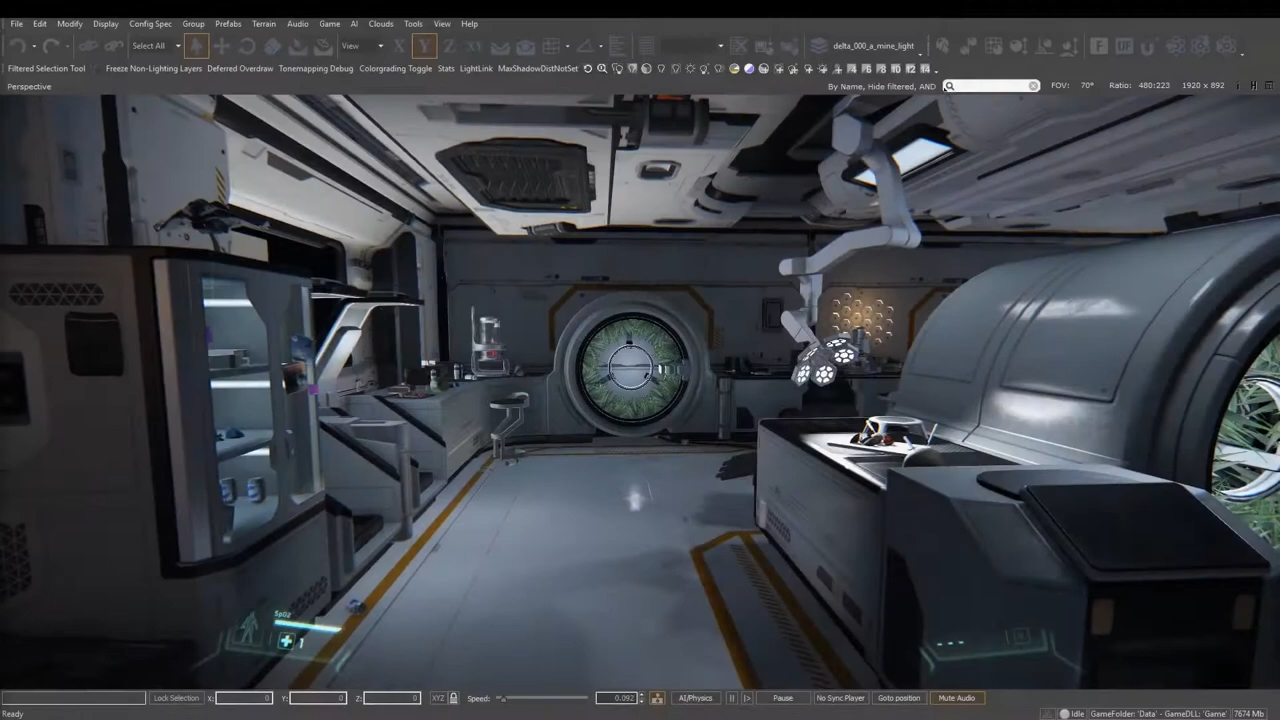 File Edit Modify Display Config Spec Group Prefabs Terrain Audio Game AI Clouds Tools View Help
Select All View X Y Z XY delta_000_a_mine_light
Filtered Selection Tool Freeze Non-Lighting Layers Deferred Overdraw Tonemapping Debug Colorgrading Toggle Stats LightLink MaxShadowDistNotSet
Perspective By Name, Hide filtered, AND FOV: 70° Ratio: 480:223 1920 x 892
1
Lock Selection X: 0 Y: 0 Z: 0 XYZ Speed: 0.092 AI/Physics Pause No Sync Player Goto position Mute Audio
Ready Idle GameFolder: 'Data' - GameDLL: 'Game' 7674 Mb